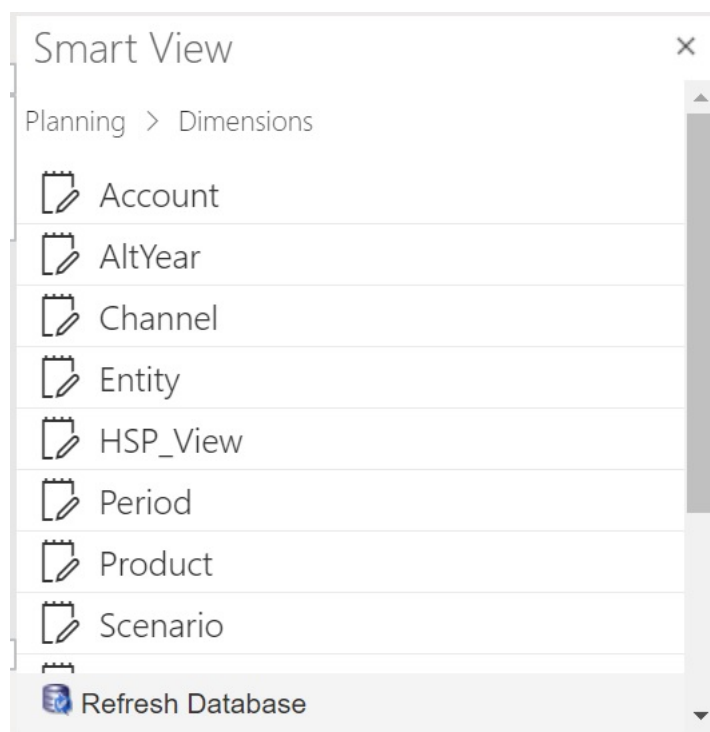 Smart View
Planning > Dimensions
Account
AltYear
Channel
Entity
HSP_View
Period
Product
Scenario
Refresh Database